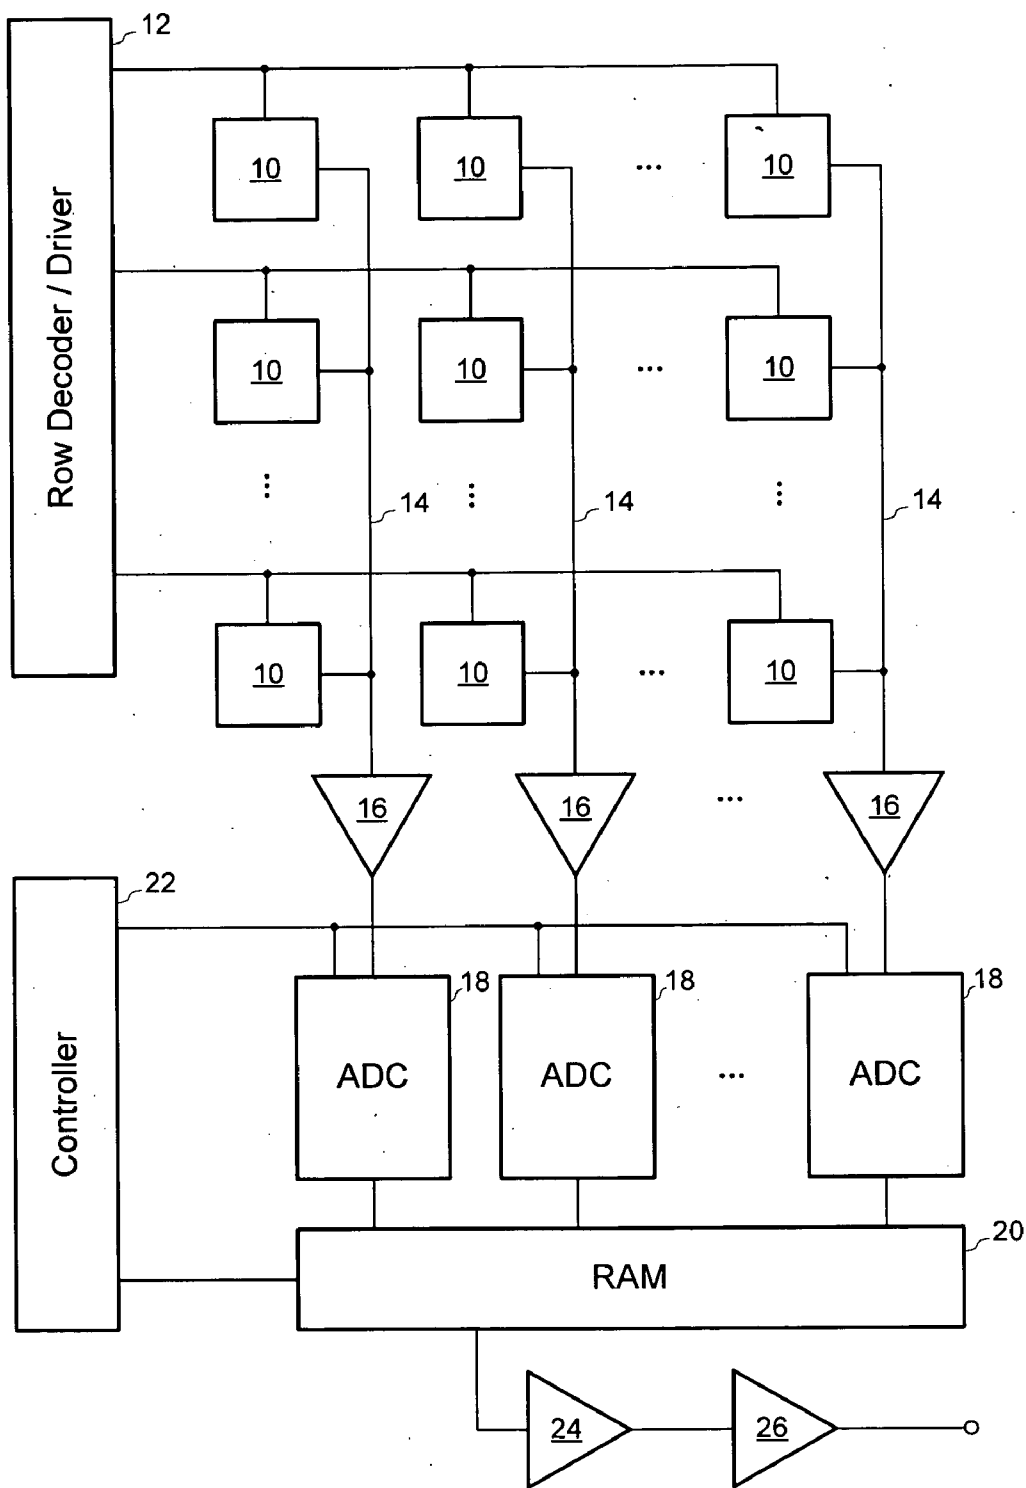 12
10 10 ... 10
Row Decoder / Driver
10 10 ... 10
... ... ...
14 14 14
10 10 ... 10
16 16 ... 16
22
18 18 18
Controller
ADC ADC ... ADC
20
RAM
24 26